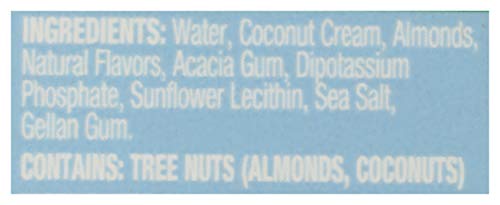 INGREDIENTS: Water, Coconut Cream, Almonds,
Natural Flavors, Acacia Gum, Dipotassium
Phosphate, Sunflower Lecithin, Sea Salt,
Gellan Gum.
CONTAINS: TREE NUTS (ALMONDS, COCONUTS)